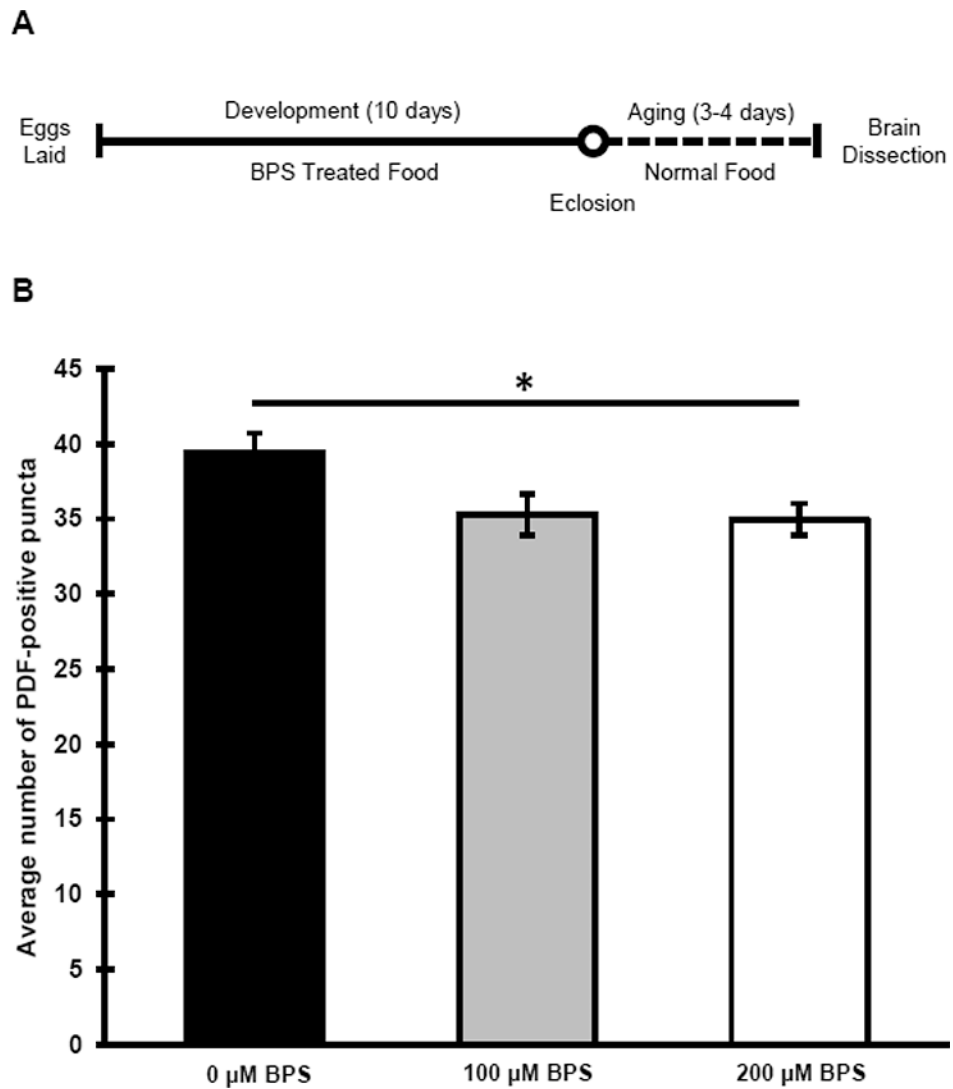 A
Eggs
Laid
Development (10 days)
BPS Treated Food
Eclosion
Aging (3-4 days)
Normal Food
Brain
Dissection
B
Average number of PDF-positive puncta
45
40
35
30
25
20
15
10
5
0
*
0 µM BPS
100 µM BPS
200 µM BPS